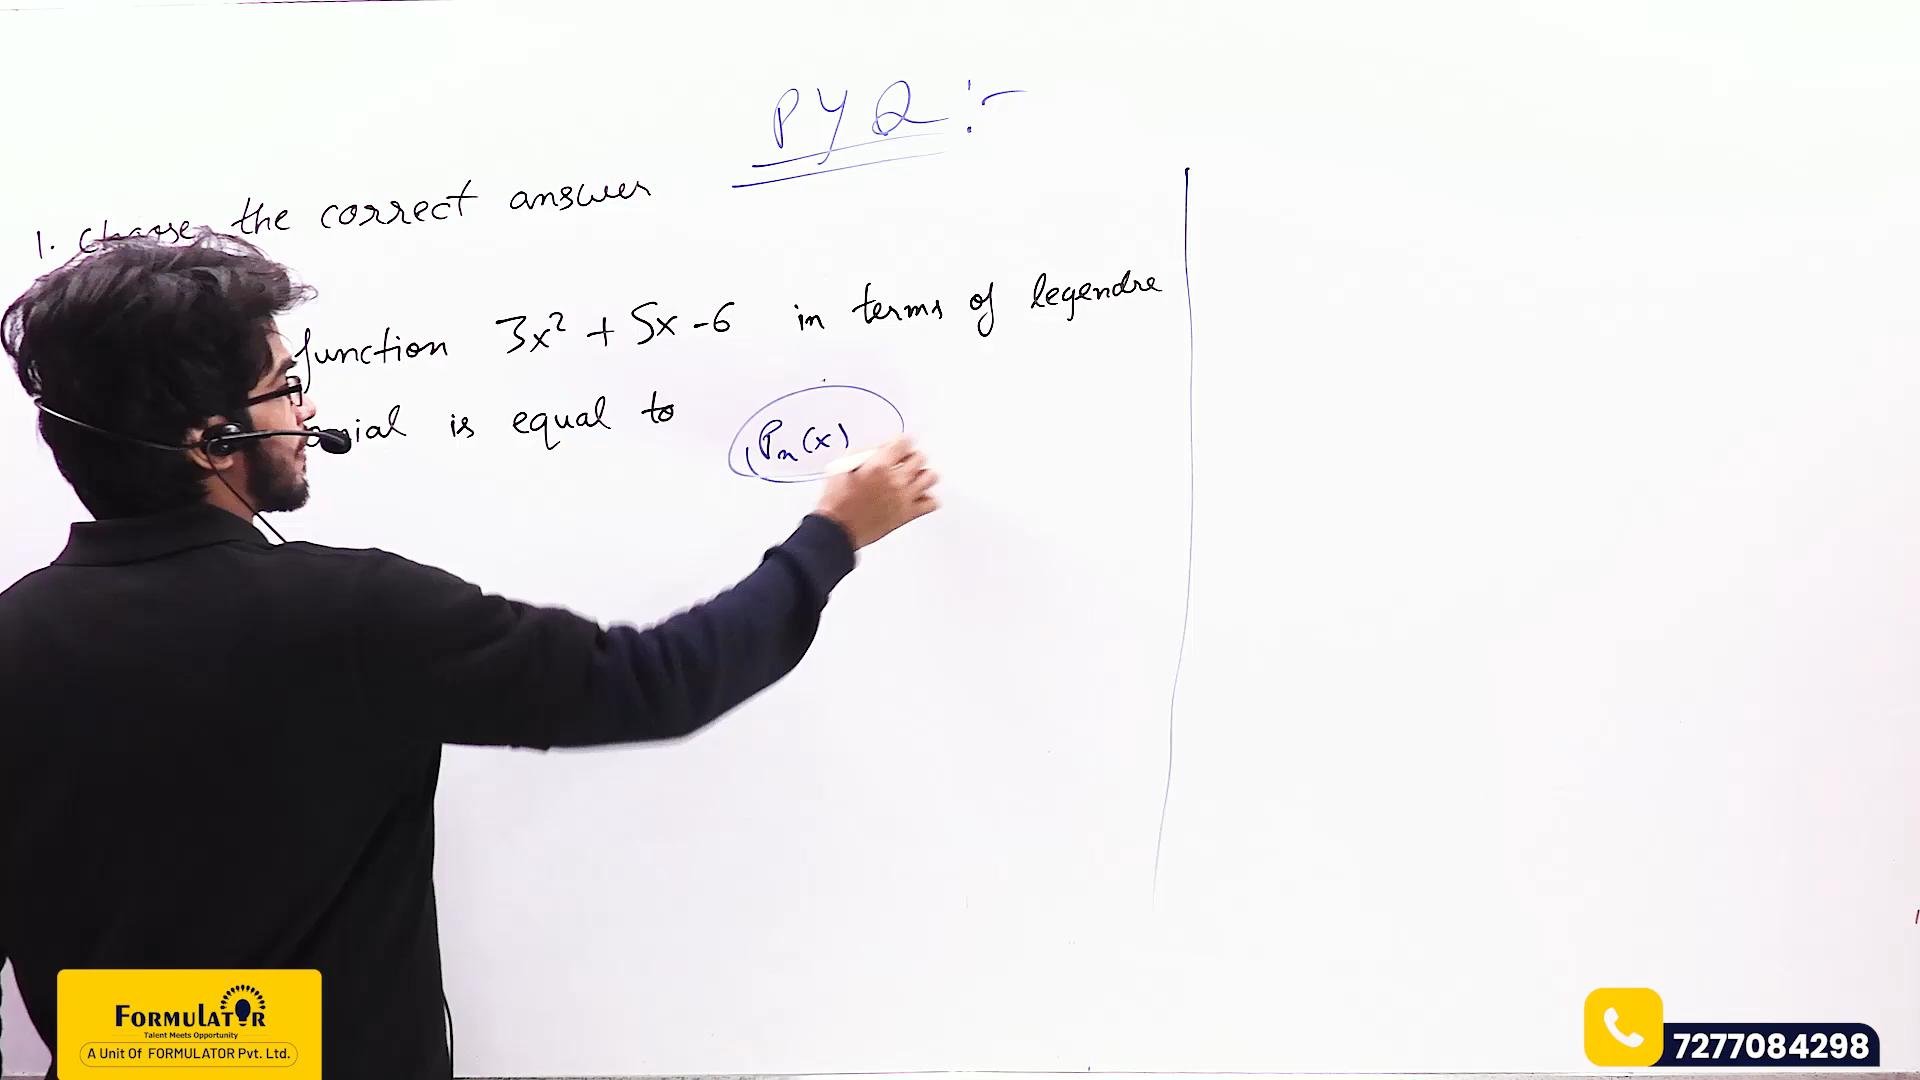 PYQ :-
1. Choose the correct answer
function 3x² + 5x - 6 in terms of legendre
is equal to
Pn(x)
FORMULATOR
Talent Meets Opportunity
A Unit Of FORMULATOR Pvt. Ltd.
7277084298